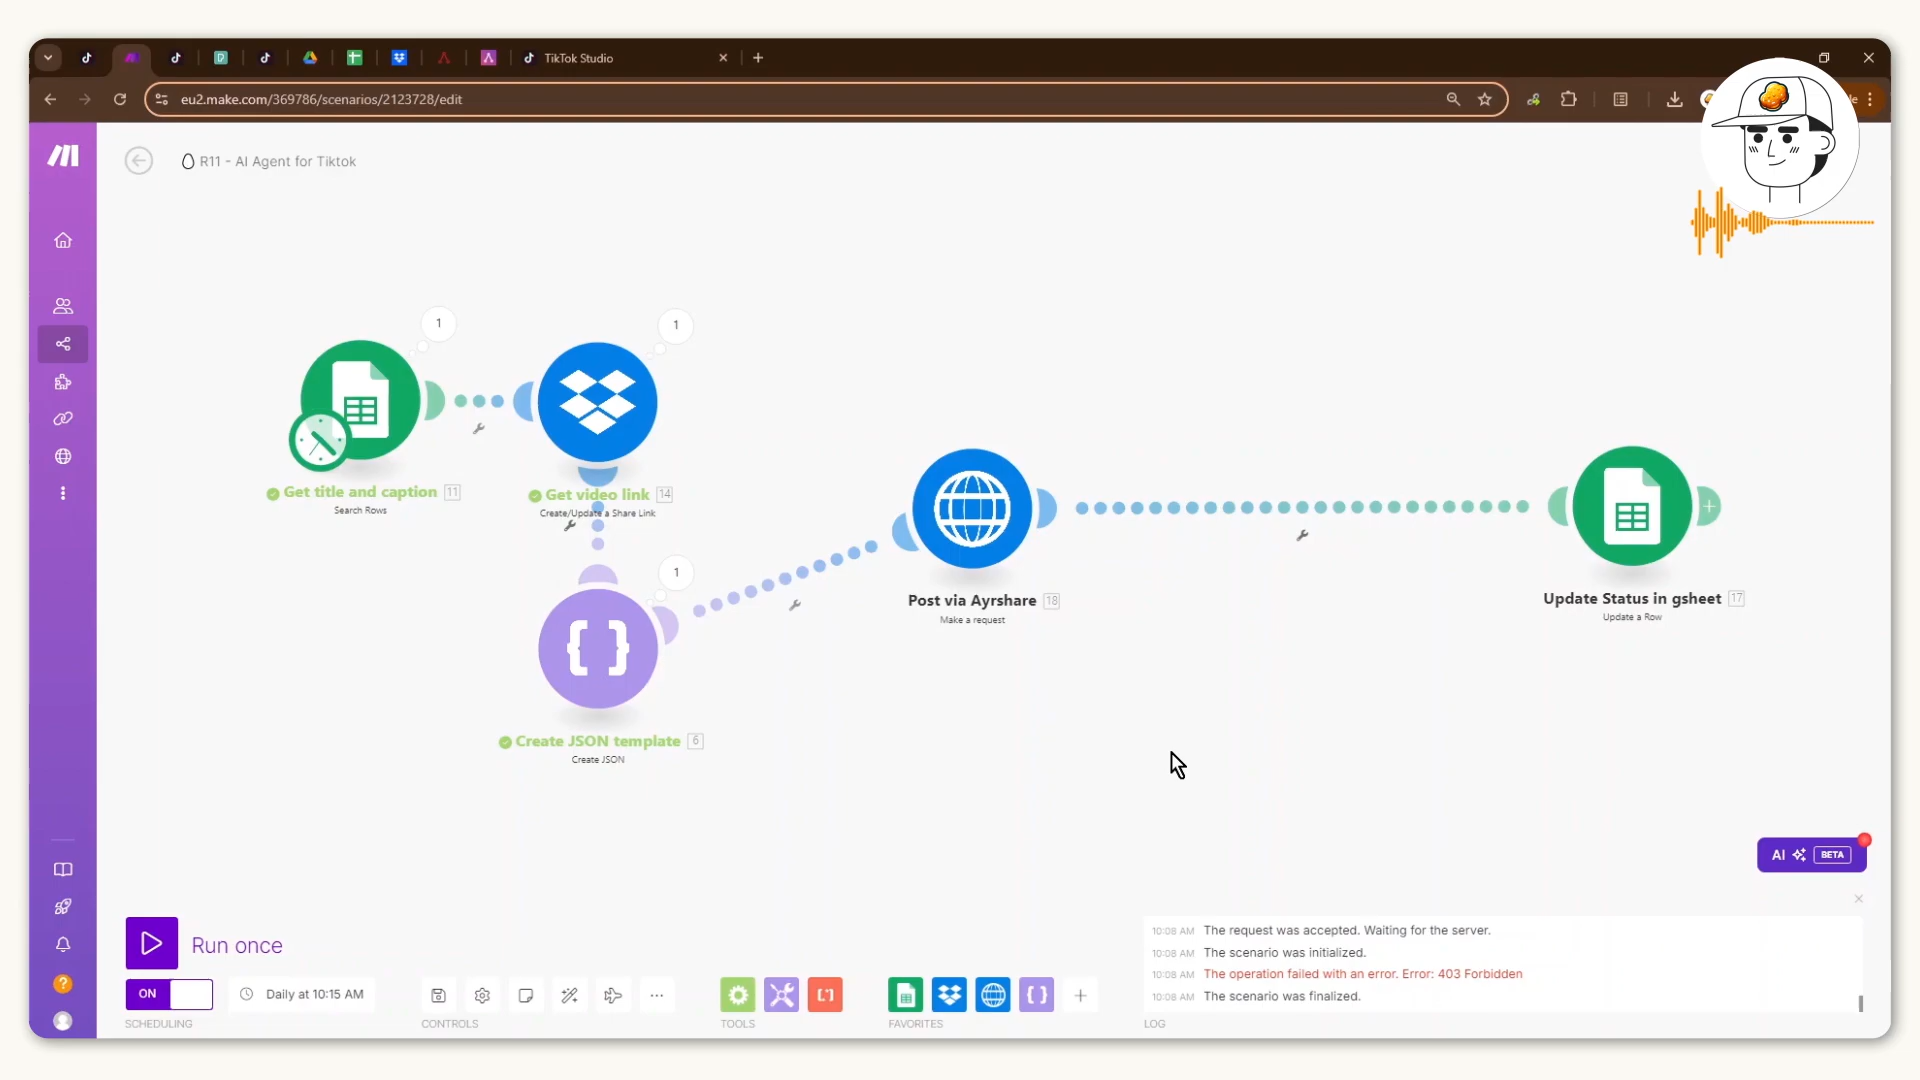 TikTok Studio
eu2.make.com/369786/scenarios/2123728/edit
R11 - AI Agent for Tiktok
1
1
Get title and caption 11
Search Rows
Get video link 14
Create/Update a Share Link
1
Post via Ayrshare 18
Make a request
Update Status in gsheet 17
Update a Row
Create JSON template 6
Create JSON
AI BETA
Run once
ON
Daily at 10:15 AM
SCHEDULING
CONTROLS
TOOLS
FAVORITES
10:08 AM The request was accepted. Waiting for the server.
10:08 AM The scenario was initialized.
10:08 AM The operation failed with an error. Error: 403 Forbidden
10:08 AM The scenario was finalized.
LOG